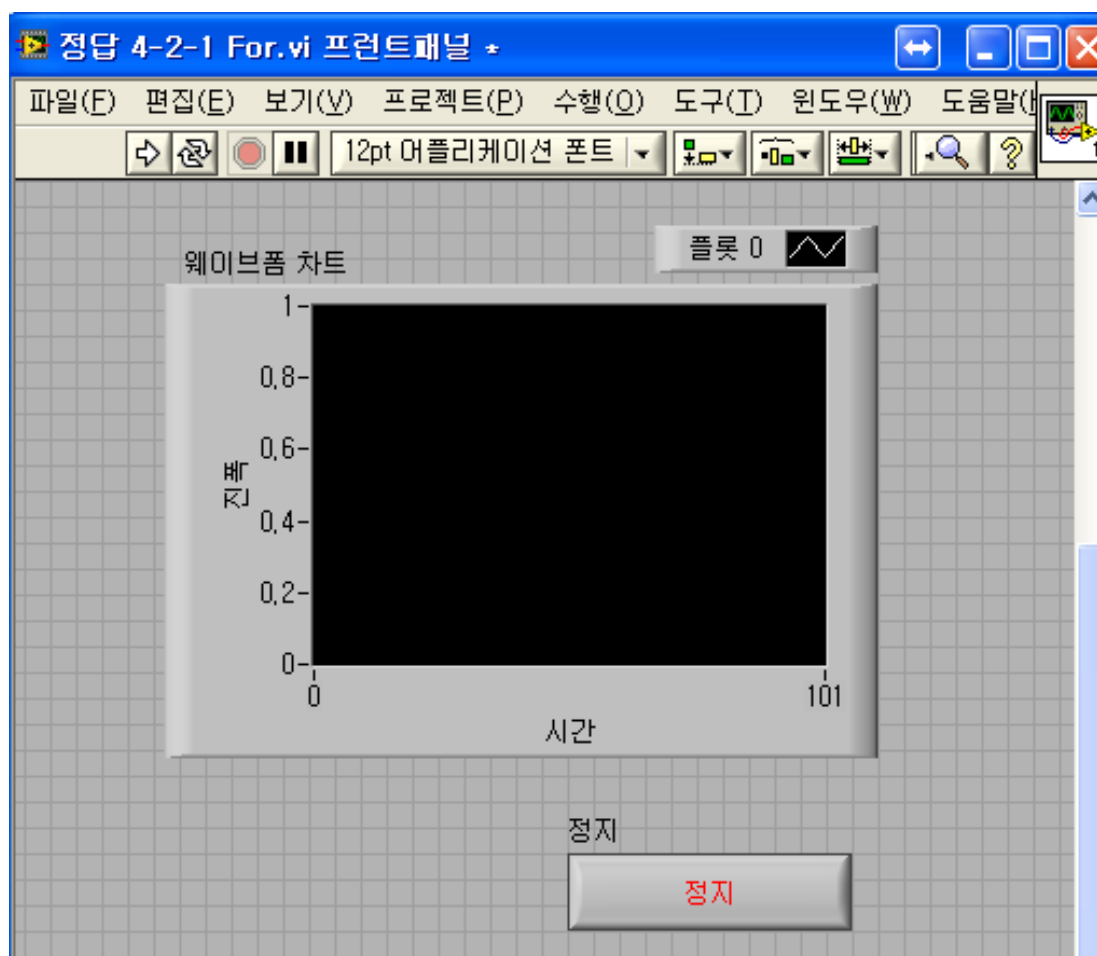 정답 4-2-1 For.vi 프런트패널 *
파일(F) 편집(E) 보기(V) 프로젝트(P) 수행(O) 도구(T) 윈도우(W) 도움말(
12pt 어플리케이션 폰트
플롯 0
웨이브폼 차트
1
0,8
0,6
진폭
0,4
0,2
0
0 101
시간
정지
정지